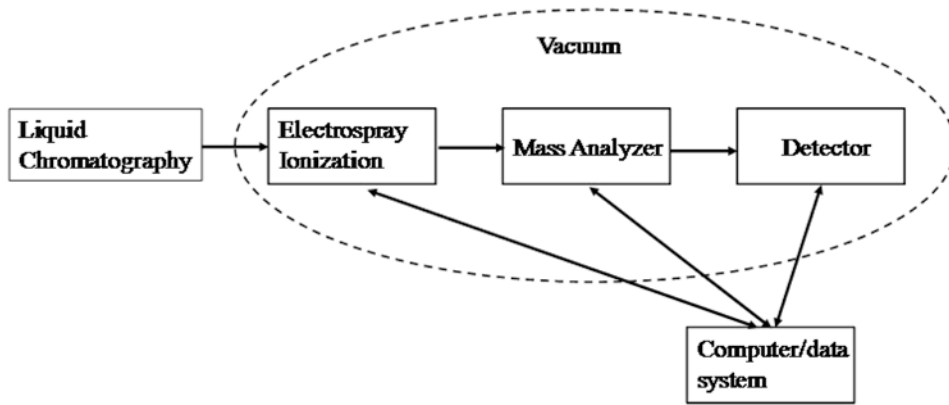 Vacuum
Liquid
Chromatography
Electrospray
Ionization
Mass Analyzer
Detector
Computer/data
system